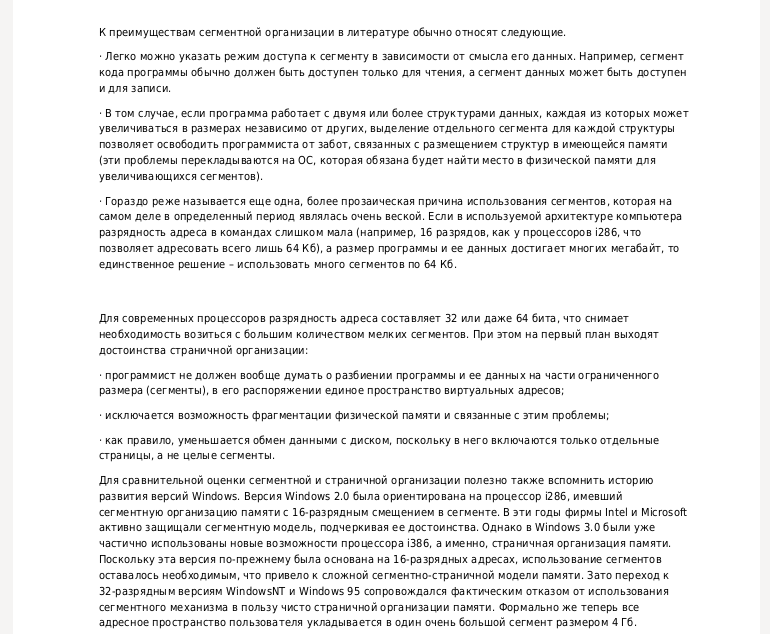 К преимуществам сегментной организации в литературе обычно относят следующие.
· Легко можно указать режим доступа к сегменту в зависимости от смысла его данных. Например, сегмент
кода программы обычно должен быть доступен только для чтения, а сегмент данных может быть доступен
и для записи.
· В том случае, если программа работает с двумя или более структурами данных, каждая из которых может
увеличиваться в размерах независимо от других, выделение отдельного сегмента для каждой структуры
позволяет освободить программиста от забот, связанных с размещением структур в имеющейся памяти
(эти проблемы перекладываются на ОС, которая обязана будет найти место в физической памяти для
увеличивающихся сегментов).
· Гораздо реже называется еще одна, более прозаическая причина использования сегментов, которая на
самом деле в определенный период являлась очень веской. Если в используемой архитектуре компьютера
разрядность адреса в командах слишком мала (например, 16 разрядов, как у процессоров i286, что
позволяет адресовать всего лишь 64 Кб), а размер программы и ее данных достигает многих мегабайт, то
единственное решение – использовать много сегментов по 64 Кб.
Для современных процессоров разрядность адреса составляет 32 или даже 64 бита, что снимает
необходимость возиться с большим количеством мелких сегментов. При этом на первый план выходят
достоинства страничной организации:
· программист не должен вообще думать о разбиении программы и ее данных на части ограниченного
размера (сегменты), в его распоряжении единое пространство виртуальных адресов;
· исключается возможность фрагментации физической памяти и связанные с этим проблемы;
· как правило, уменьшается обмен данными с диском, поскольку в него включаются только отдельные
страницы, а не целые сегменты.
Для сравнительной оценки сегментной и страничной организации полезно также вспомнить историю
развития версий Windows. Версия Windows 2.0 была ориентирована на процессор i286, имевший
сегментную организацию памяти с 16-разрядным смещением в сегменте. В эти годы фирмы Intel и Microsoft
активно защищали сегментную модель, подчеркивая ее достоинства. Однако в Windows 3.0 были уже
частично использованы новые возможности процессора i386, а именно, страничная организация памяти.
Поскольку эта версия по-прежнему была основана на 16-разрядных адресах, использование сегментов
оставалось необходимым, что привело к сложной сегментно-страничной модели памяти. Зато переход к
32-разрядным версиям WindowsNT и Windows 95 сопровождался фактическим отказом от использования
сегментного механизма в пользу чисто страничной организации памяти. Формально же теперь все
адресное пространство пользователя укладывается в один очень большой сегмент размером 4 Гб.